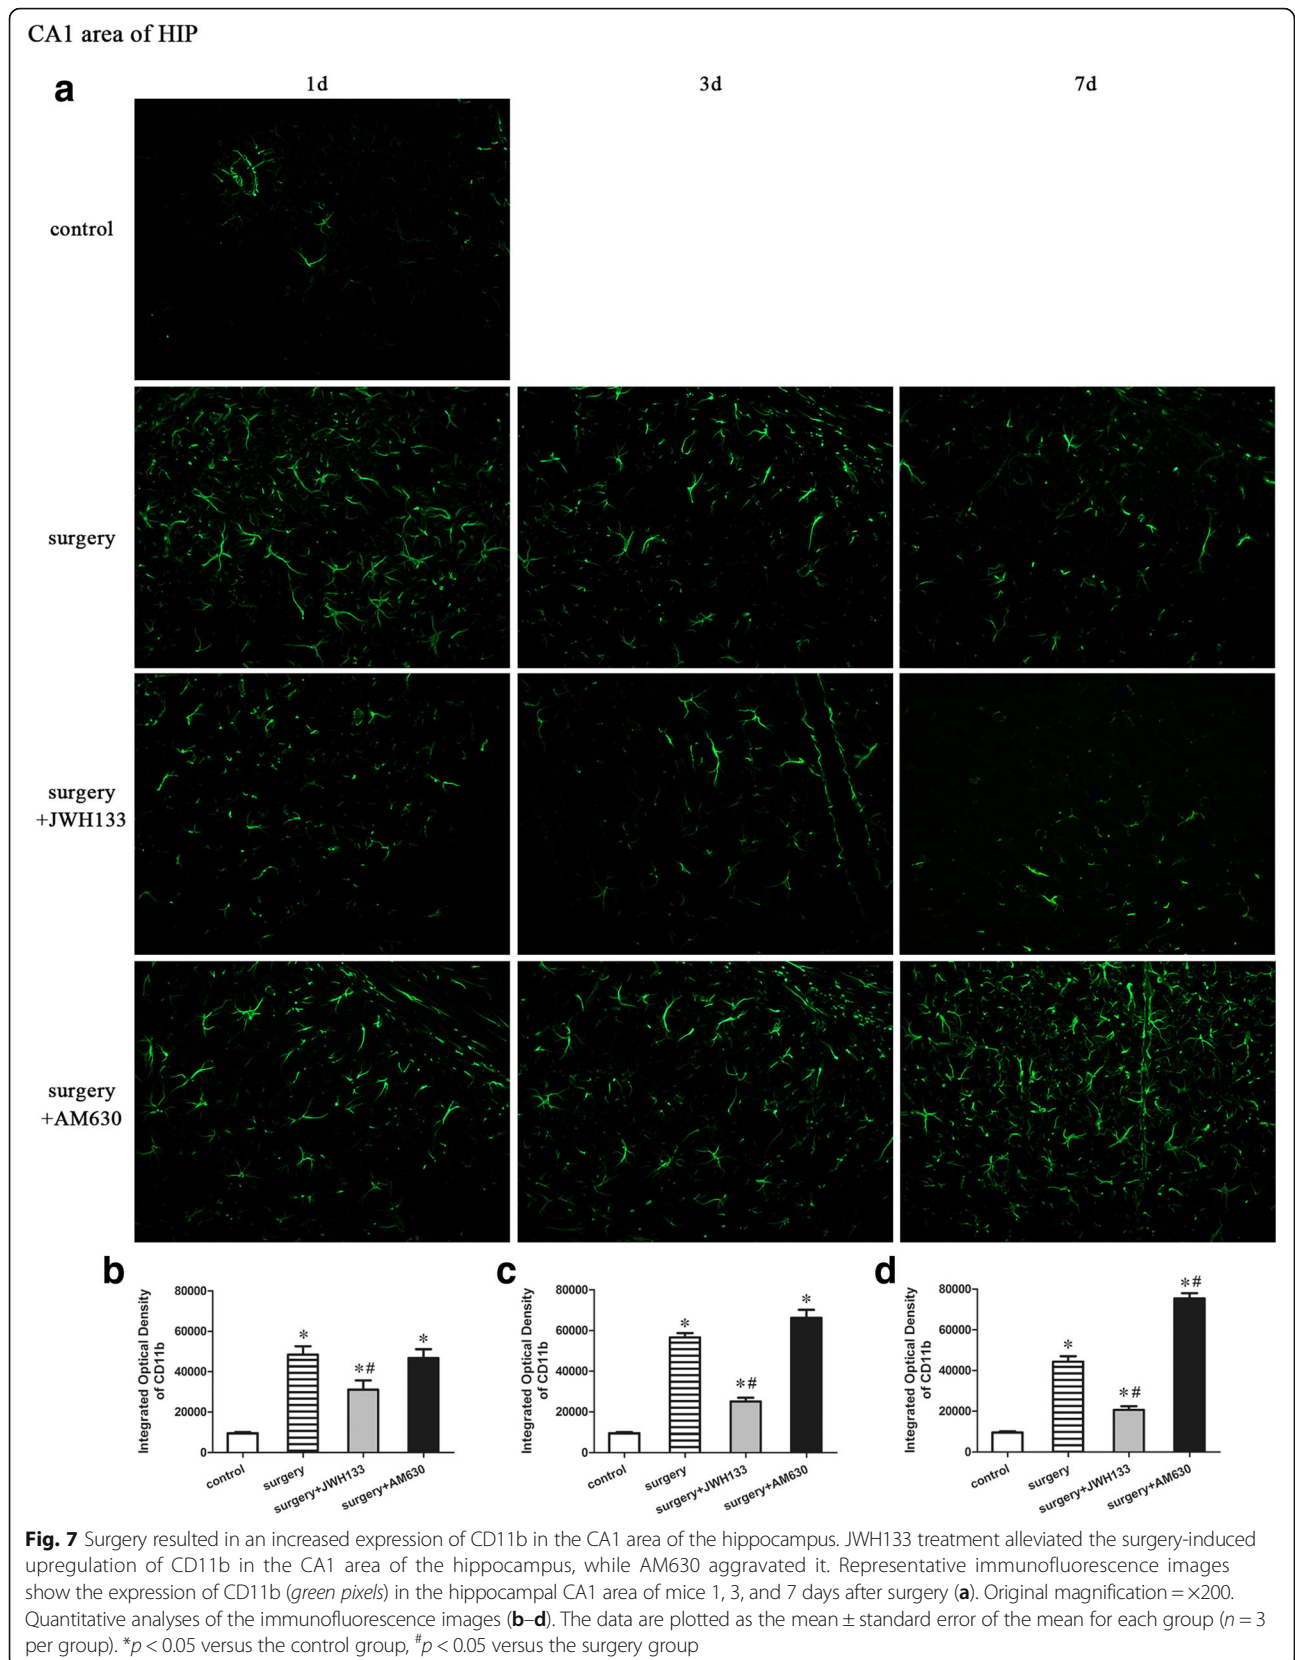 CA1 area of HIP
a
1d 3d 7d
control
surgery
surgery
+JWH133
surgery
+AM630
b
Integrated Optical Density
of CD11b
80000
60000
40000
20000
0
*
*#
*
control surgery surgery+JWH133 surgery+AM630
c
Integrated Optical Density
of CD11b
80000
60000
40000
20000
0
*
*#
*
control surgery surgery+JWH133 surgery+AM630
d
Integrated Optical Density
of CD11b
80000
60000
40000
20000
0
*
*#
*#
control surgery surgery+JWH133 surgery+AM630
Fig. 7 Surgery resulted in an increased expression of CD11b in the CA1 area of the hippocampus. JWH133 treatment alleviated the surgery-induced
upregulation of CD11b in the CA1 area of the hippocampus, while AM630 aggravated it. Representative immunofluorescence images
show the expression of CD11b (green pixels) in the hippocampal CA1 area of mice 1, 3, and 7 days after surgery (a). Original magnification = ×200.
Quantitative analyses of the immunofluorescence images (b–d). The data are plotted as the mean ± standard error of the mean for each group (n = 3
per group). *p < 0.05 versus the control group, #p < 0.05 versus the surgery group